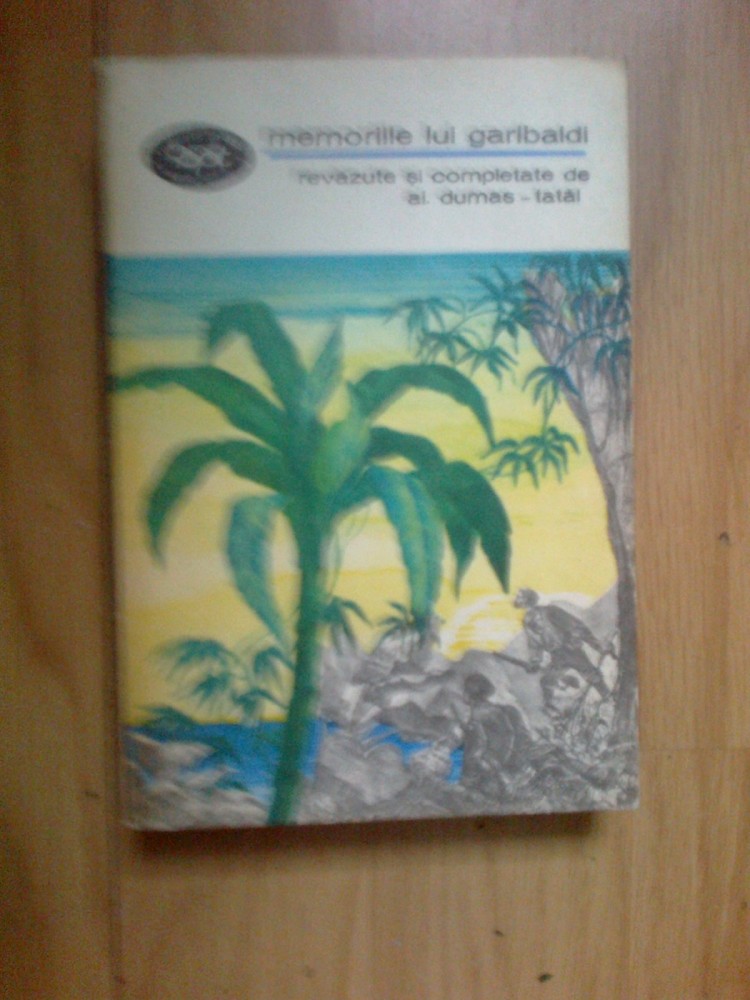 memoriile lui garibaldi
revăzute și completate de
al. dumas - tatăl